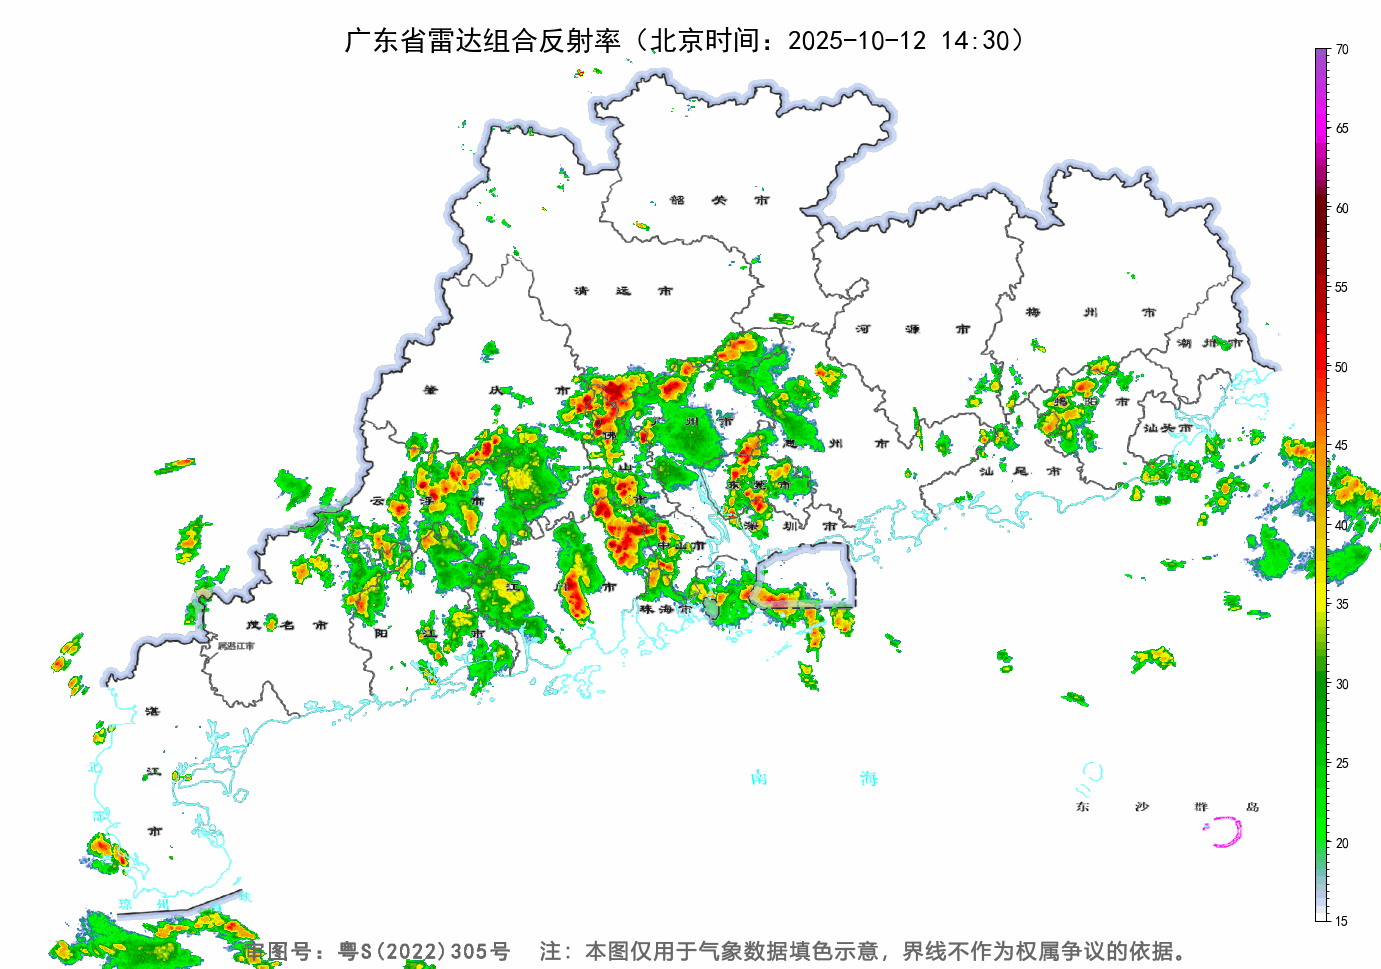 广东省雷达组合反射率（北京时间：2025-10-12 14:30）
70
65
60
55
50
45
40
35
30
25
20
15
韶 关 市
清 远 市
河 源 市
梅 州 市
潮 州 市
肇 庆 市
揭 阳 市
汕头市
广 州 市
佛 山 市
惠 州 市
汕 尾 市
东 莞 市
云 浮 市
深 圳 市
中山市
江 门 市
珠海市
茂 名 市
阳 江 市
属湛江市
湛 江 市
北 部
南 海
东 沙 群 岛
琼 州 海 峡
审图号：粤S(2022)305号 注：本图仅用于气象数据填色示意，界线不作为权属争议的依据。